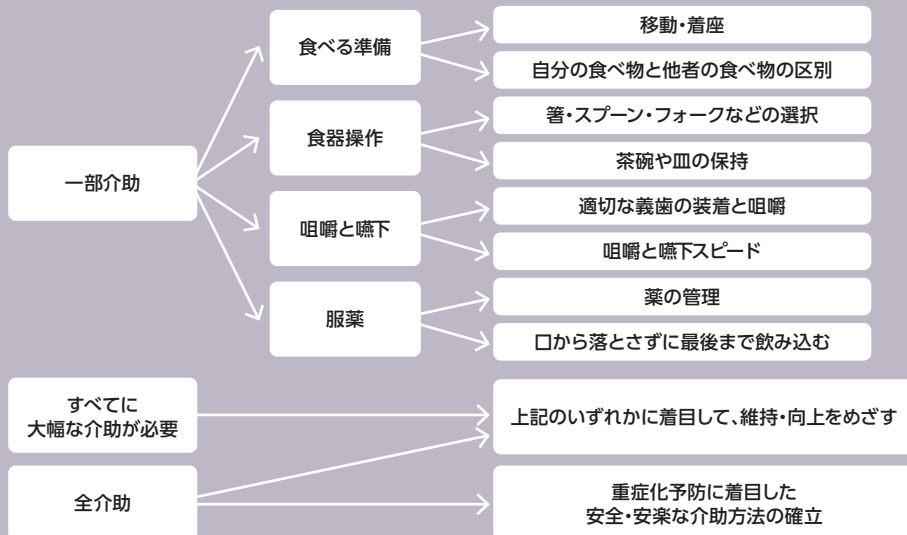 一部介助
食べる準備
移動・着座
自分の食べ物と他者の食べ物の区別
食器操作
箸・スプーン・フォークなどの選択
茶碗や皿の保持
咀嚼と嚥下
適切な義歯の装着と咀嚼
咀嚼と嚥下スピード
服薬
薬の管理
口から落とさずに最後まで飲み込む
すべてに
大幅な介助が必要
上記のいずれかに着目して、維持・向上をめざす
全介助
重症化予防に着目した
安全・安楽な介助方法の確立